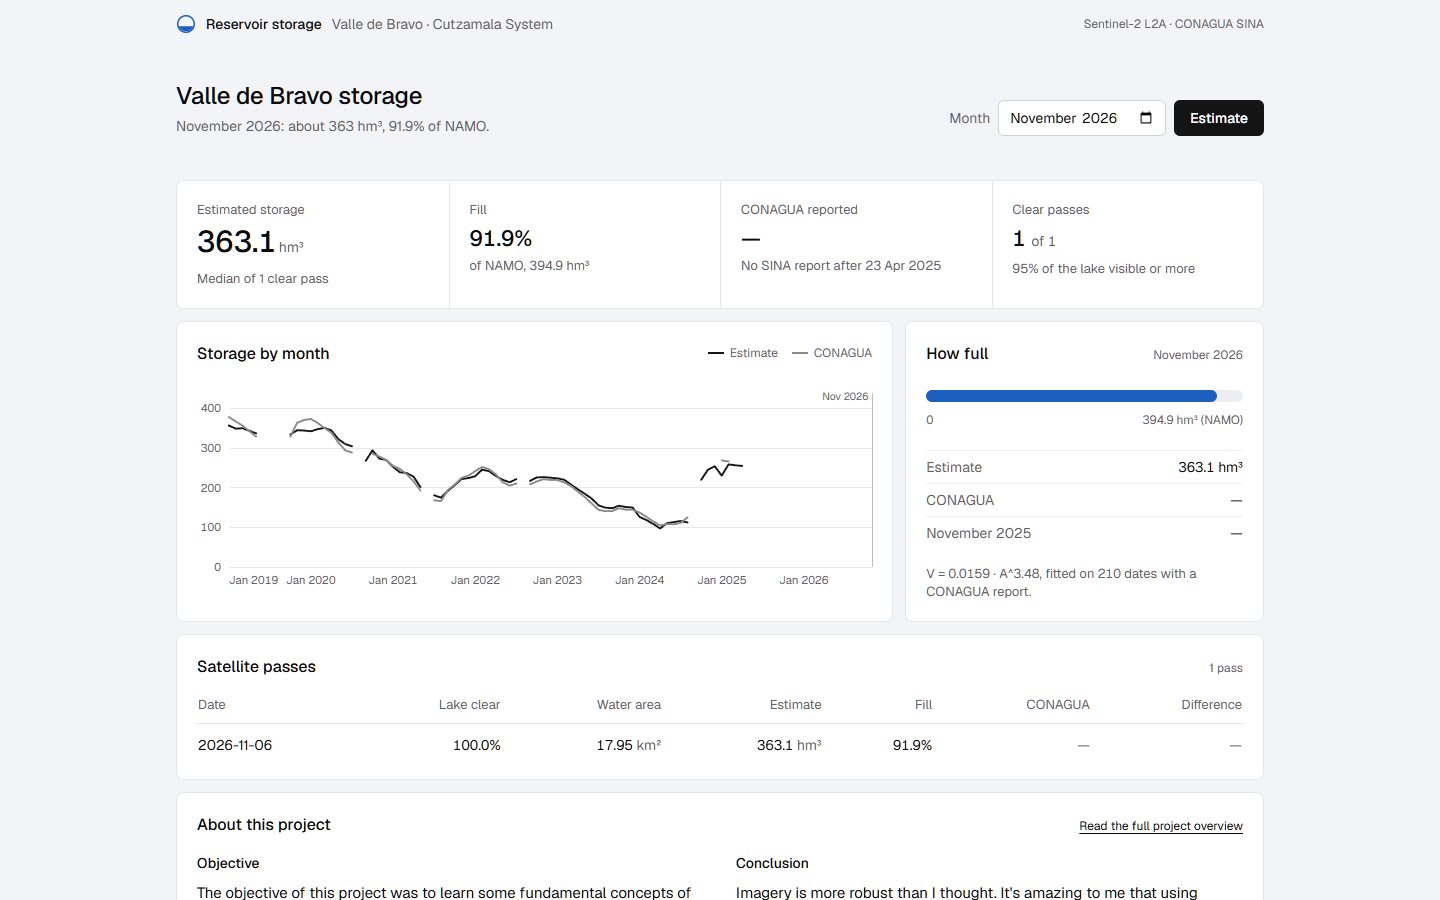 Reservoir storage Valle de Bravo · Cutzamala System
Sentinel-2 L2A · CONAGUA SINA
Valle de Bravo storage
November 2026: about 363 hm³, 91.9% of NAMO.
Month November 2026 Estimate
Estimated storage
363.1 hm³
Median of 1 clear pass
Fill
91.9%
of NAMO, 394.9 hm³
CONAGUA reported
—
No SINA report after 23 Apr 2025
Clear passes
1 of 1
95% of the lake visible or more
Storage by month
Estimate CONAGUA
Nov 2026
400
300
200
100
0
Jan 2019 Jan 2020 Jan 2021 Jan 2022 Jan 2023 Jan 2024 Jan 2025 Jan 2026
How full November 2026
0 394.9 hm³ (NAMO)
Estimate 363.1 hm³
CONAGUA —
November 2025 —
V = 0.0159 · A^3.48, fitted on 210 dates with a
CONAGUA report.
Satellite passes 1 pass
Date Lake clear Water area Estimate Fill CONAGUA Difference
2026-11-06 100.0% 17.95 km² 363.1 hm³ 91.9% — —
About this project Read the full project overview
Objective
The objective of this project was to learn some fundamental concepts of
Conclusion
Imagery is more robust than I thought. It's amazing to me that using